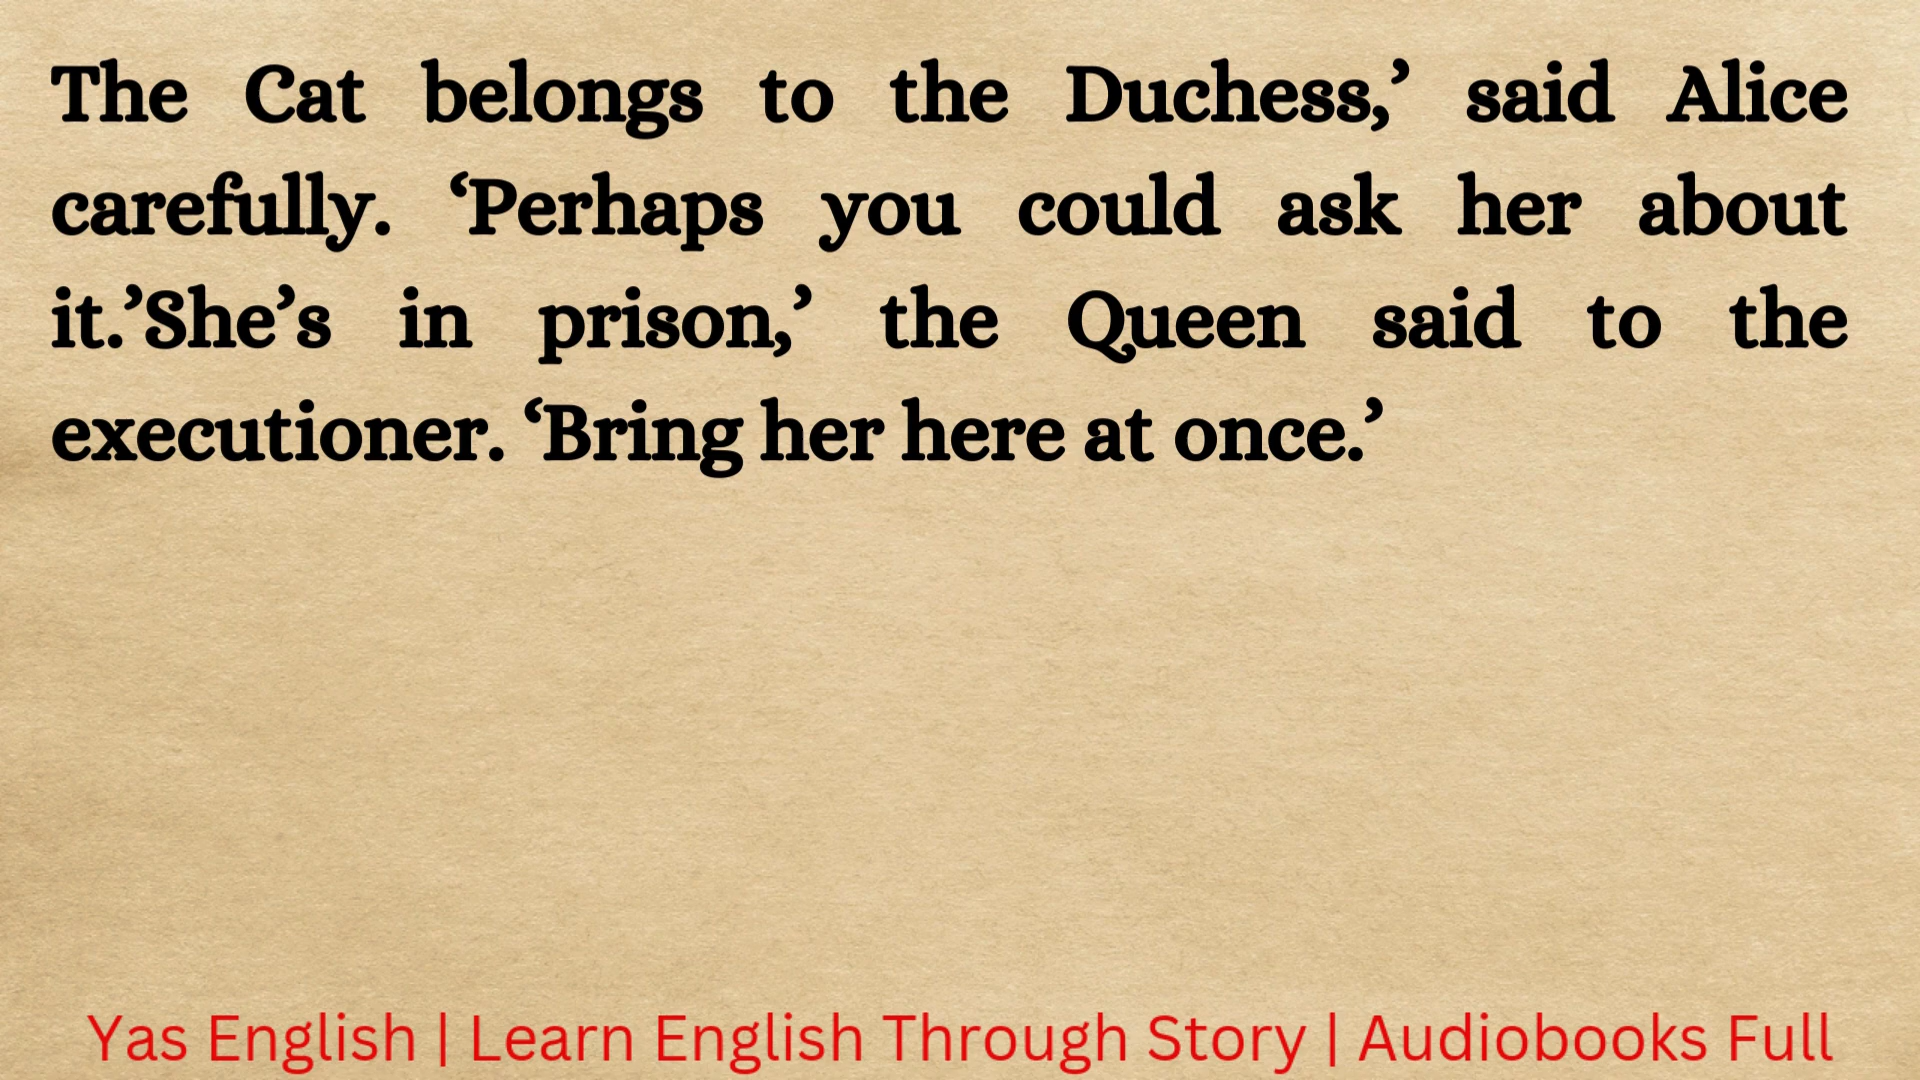 The Cat belongs to the Duchess,’ said Alice
carefully. ‘Perhaps you could ask her about
it.’She’s in prison,’ the Queen said to the
executioner. ‘Bring her here at once.’
Yas English | Learn English Through Story | Audiobooks Full